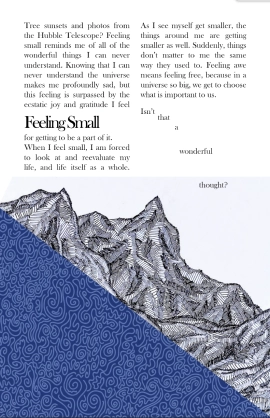 Tree sunsets and photos from
the Hubble Telescope? Feeling
small reminds me of all of the
wonderful things I can never
understand. Knowing that I can
never understand the universe
makes me profoundly sad, but
this feeling is surpassed by the
ecstatic joy and gratitude I feel
Feeling Small
for getting to be a part of it.
When I feel small, I am forced
to look at and reevaluate my
life, and life itself as a whole.
As I see myself get smaller, the
things around me are getting
smaller as well. Suddenly, things
don't matter to me the same
way they used to. Feeling awe
means feeling free, because in a
universe so big, we get to choose
what is important to us.
Isn't
that
a
wonderful
thought?